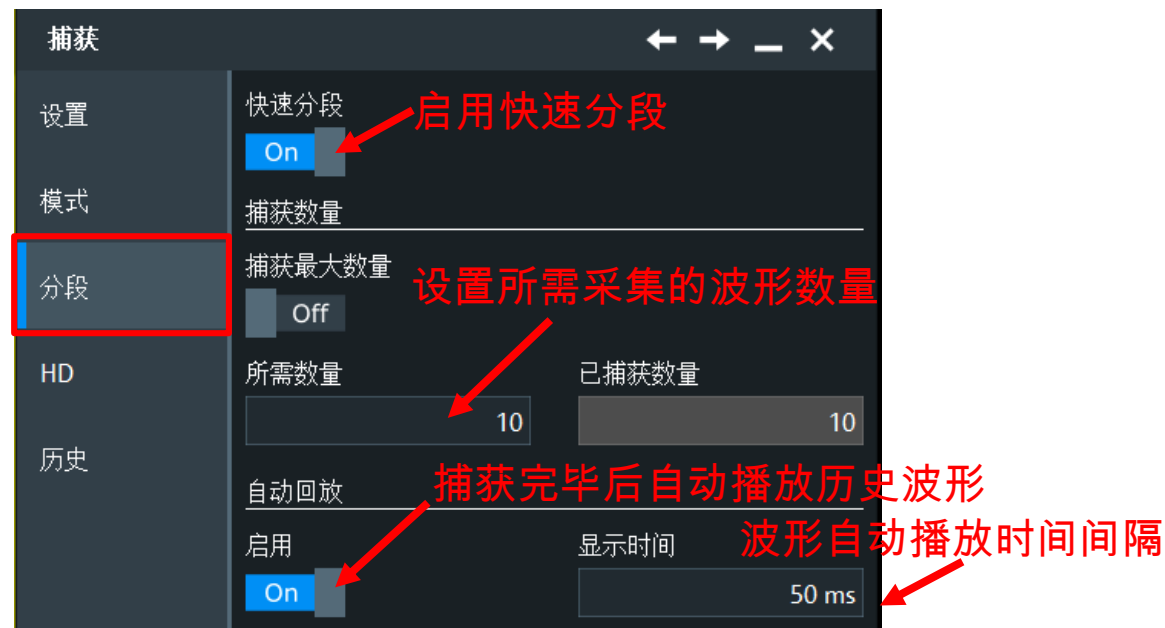 捕获
设置
模式
分段
HD
历史
快速分段
启用快速分段
On
捕获数量
捕获最大数量
设置所需采集的波形数量
Off
所需数量
已捕获数量
10
10
自动回放
捕获完毕后自动播放历史波形
启用
显示时间
波形自动播放时间间隔
On
50 ms